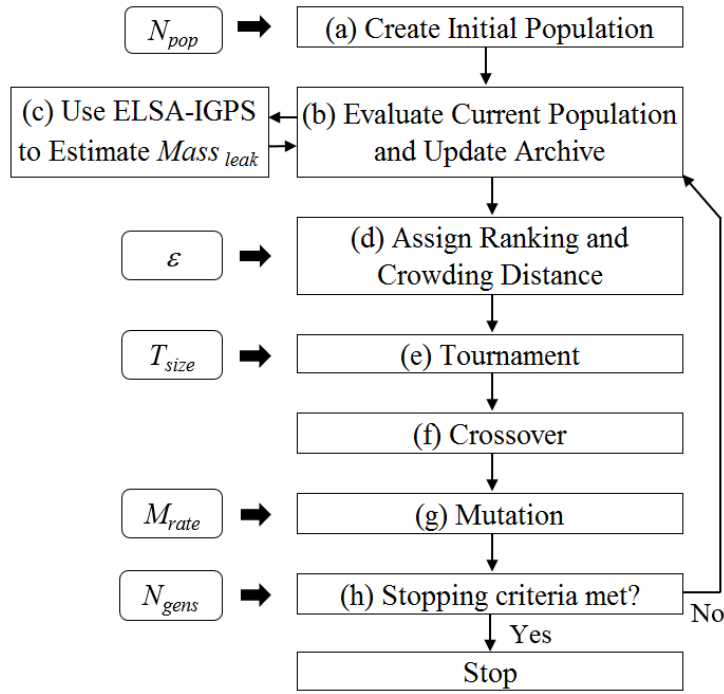 N_pop
(a) Create Initial Population
(c) Use ELSA-IGPS
to Estimate Mass_leak
(b) Evaluate Current Population
and Update Archive
ε
(d) Assign Ranking and
Crowding Distance
T_size
(e) Tournament
(f) Crossover
M_rate
(g) Mutation
N_gens
(h) Stopping criteria met?
No
Yes
Stop